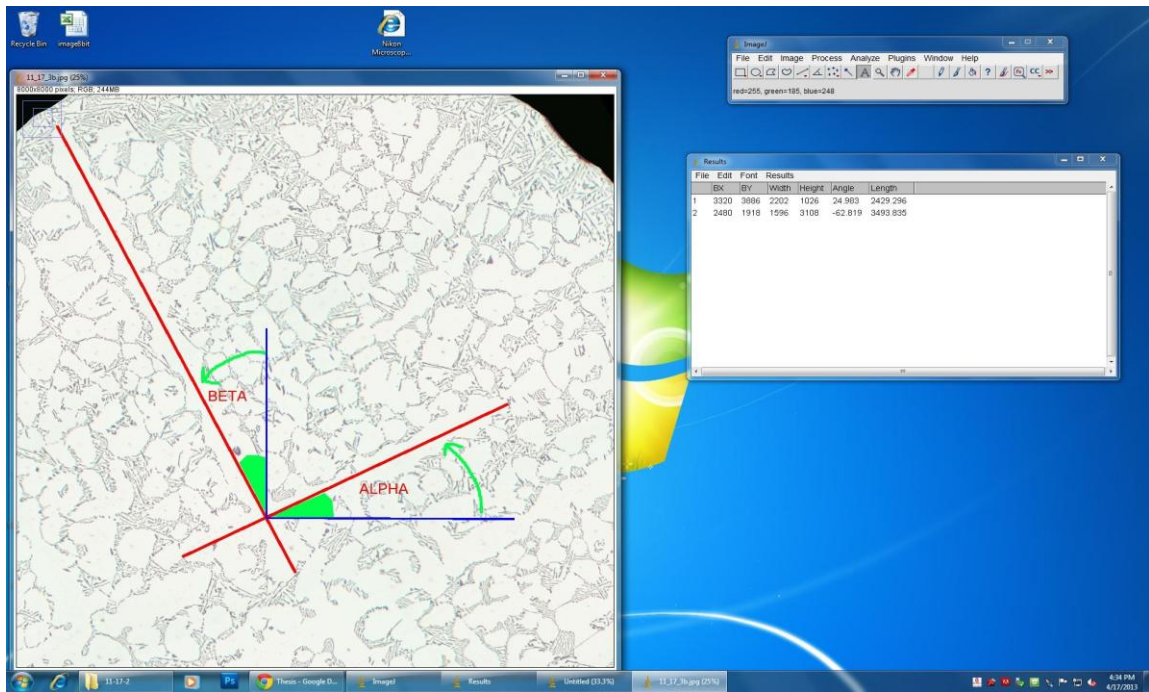 Recycle Bin
image8bit
Nikon
Microscop...
11_17_3b.jpg (25%)
8000x8000 pixels; RGB; 244MB
BETA
ALPHA
ImageJ
File Edit Image Process Analyze Plugins Window Help
red=255, green=185, blue=248
Results
File Edit Font Results
BX BY Width Height Angle Length
1 3320 3886 2202 1026 24.983 2429.296
2 2480 1918 1596 3108 -62.819 3493.835
11-17-2
Ps
Thesis - Google D...
ImageJ
Results
Untitled (33.3%)
11_17_3b.jpg (25%)
4:34 PM
4/17/2013